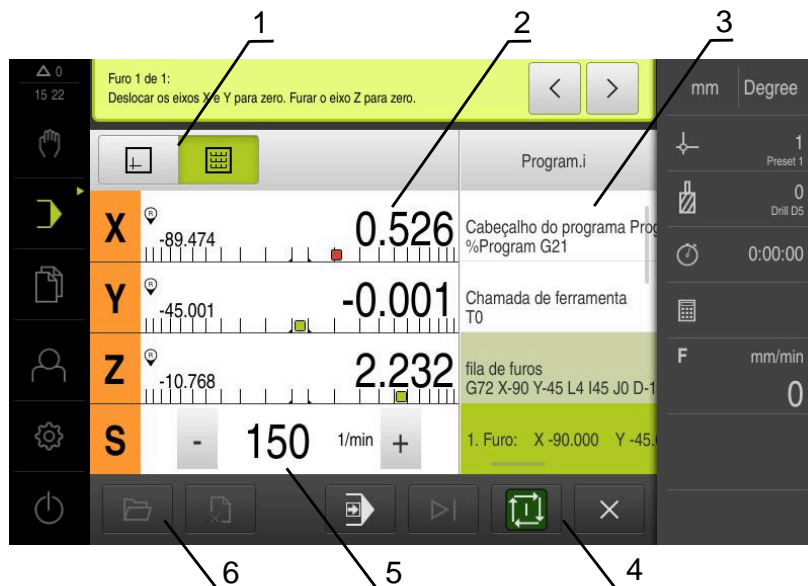 1
2
3
0
15 22
Furo 1 de 1:
Deslocar os eixos X e Y para zero. Furar o eixo Z para zero.
mm
Degree
Program.i
1
Preset 1
X
R
-89.474
0.526
Cabeçalho do programa Prog
%Program G21
0
Drill D5
0:00:00
Y
R
-45.001
-0.001
Chamada de ferramenta
T0
Z
R
-10.768
2.232
fila de furos
G72 X-90 Y-45 L4 I45 J0 D-1
F
mm/min
0
S
-
150
1/min
+
1. Furo: X -90.000 Y -45.
6
5
4